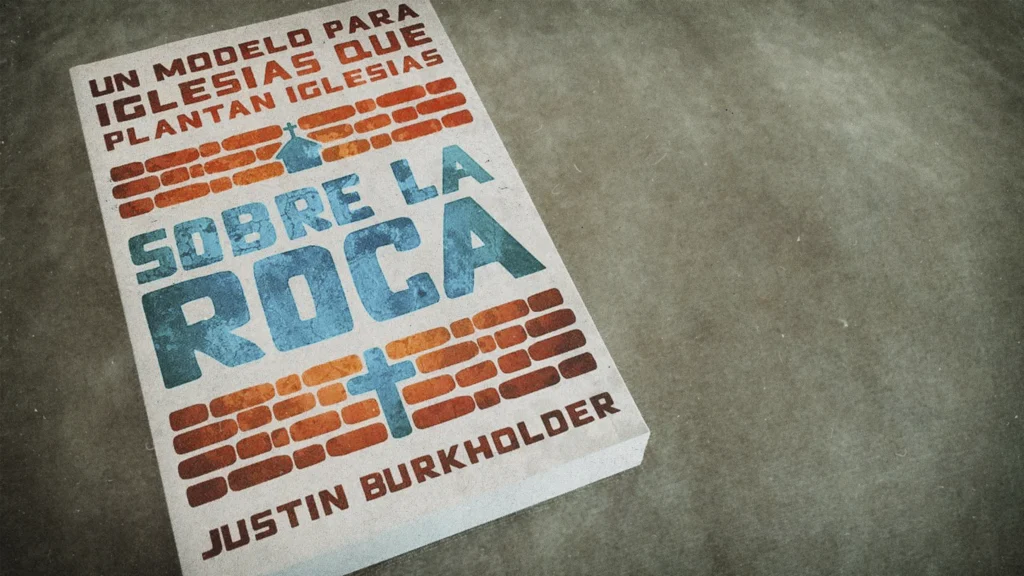 UN MODELO PARA
IGLESIAS QUE
PLANTAN IGLESIAS
SOBRE LA
ROCA
JUSTIN BURKHOLDER